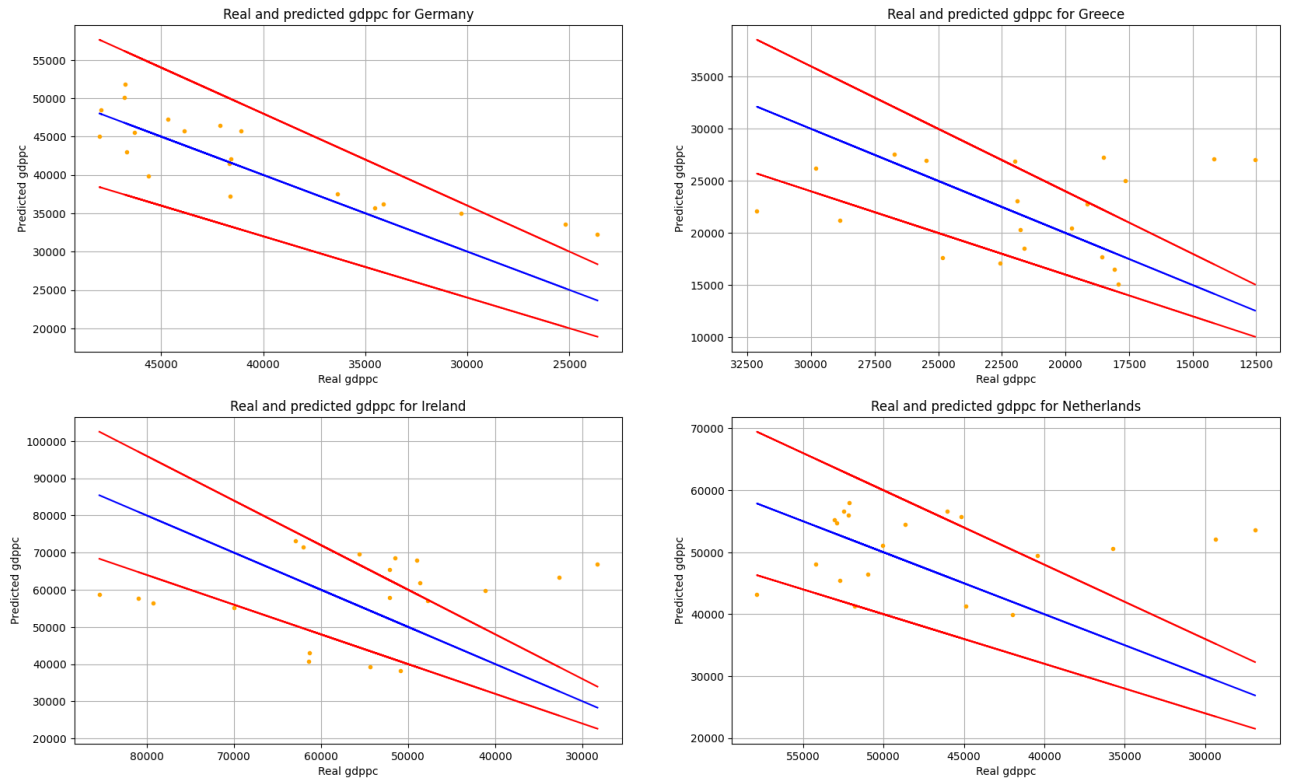 Real and predicted gdppc for Germany
Predicted gdppc
55000
50000
45000
40000
35000
30000
25000
20000
45000 40000 35000 30000 25000
Real gdppc
Real and predicted gdppc for Greece
Predicted gdppc
35000
30000
25000
20000
15000
10000
32500 30000 27500 25000 22500 20000 17500 15000 12500
Real gdppc
Real and predicted gdppc for Ireland
Predicted gdppc
100000
90000
80000
70000
60000
50000
40000
30000
20000
80000 70000 60000 50000 40000 30000
Real gdppc
Real and predicted gdppc for Netherlands
Predicted gdppc
70000
60000
50000
40000
30000
20000
55000 50000 45000 40000 35000 30000
Real gdppc